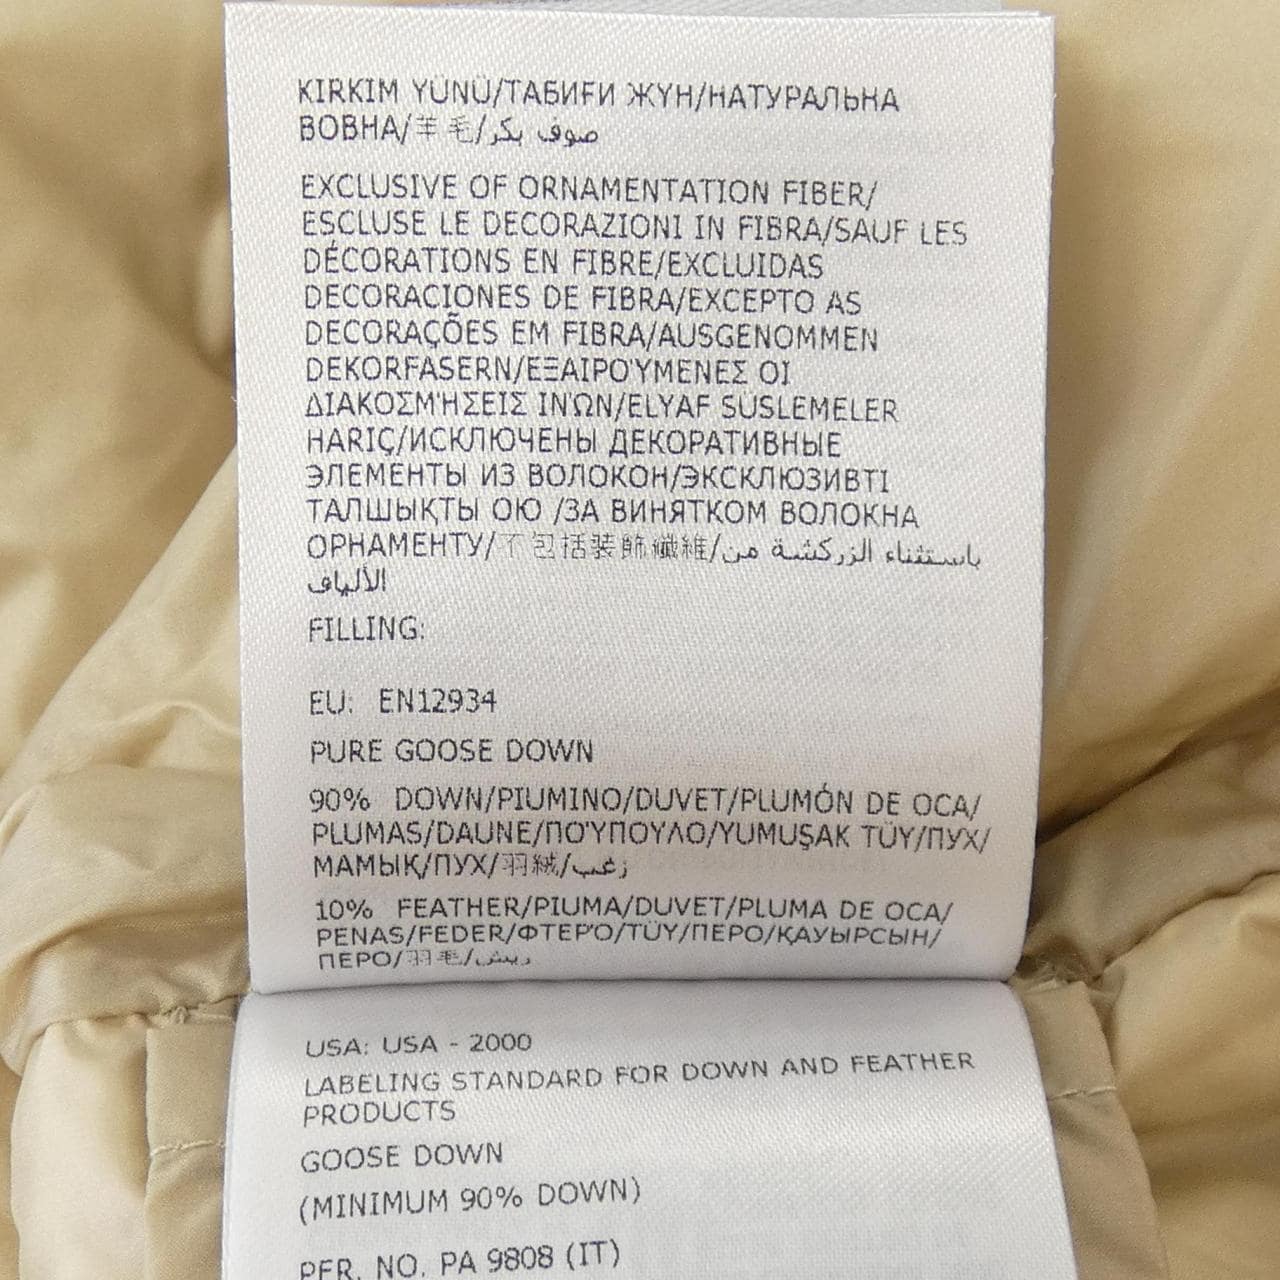 KIRKIM YÜNÜ/ТАБИҒИ ЖҮН/НАТУРАЛЬНА
ВОВНА/羊毛/صوف بكر
EXCLUSIVE OF ORNAMENTATION FIBER/
ESCLUSE LE DECORAZIONI IN FIBRA/SAUF LES
DÉCORATIONS EN FIBRE/EXCLUIDAS
DECORACIONES DE FIBRA/EXCEPTO AS
DECORAÇÕES EM FIBRA/AUSGENOMMEN
DEKORFASERN/ΕΞΑΙΡΟΎΜΕΝΕΣ ΟΙ
ΔΙΑΚΟΣΜΉΣΕΙΣ ΙΝΏΝ/ELYAF SÜSLEMELER
HARIÇ/ИСКЛЮЧЕНЫ ДЕКОРАТИВНЫЕ
ЭЛЕМЕНТЫ ИЗ ВОЛОКОН/ЭКСКЛЮЗИВТІ
ТАЛШЫҚТЫ ОЮ /ЗА ВИНЯТКОМ ВОЛОКНА
ОРНАМЕНТУ/不包括装飾纖維/باستثناء الزركشة من
الألياف
FILLING:
EU: EN12934
PURE GOOSE DOWN
90% DOWN/PIUMINO/DUVET/PLUMÓN DE OCA/
PLUMAS/DAUNE/ΠΟΎΠΟΥΛΟ/YUMUŞAK TÜY/ПУХ/
МАМЫҚ/ПУХ/羽絨/زغب
10% FEATHER/PIUMA/DUVET/PLUMA DE OCA/
PENAS/FEDER/ΦΤΕΡΌ/TÜY/ПЕРО/ҚАУЫРСЫН/
ПЕРО/羽毛/ريش
USA: USA - 2000
LABELING STANDARD FOR DOWN AND FEATHER
PRODUCTS
GOOSE DOWN
(MINIMUM 90% DOWN)
PER. NO. PA 9808 (IT)